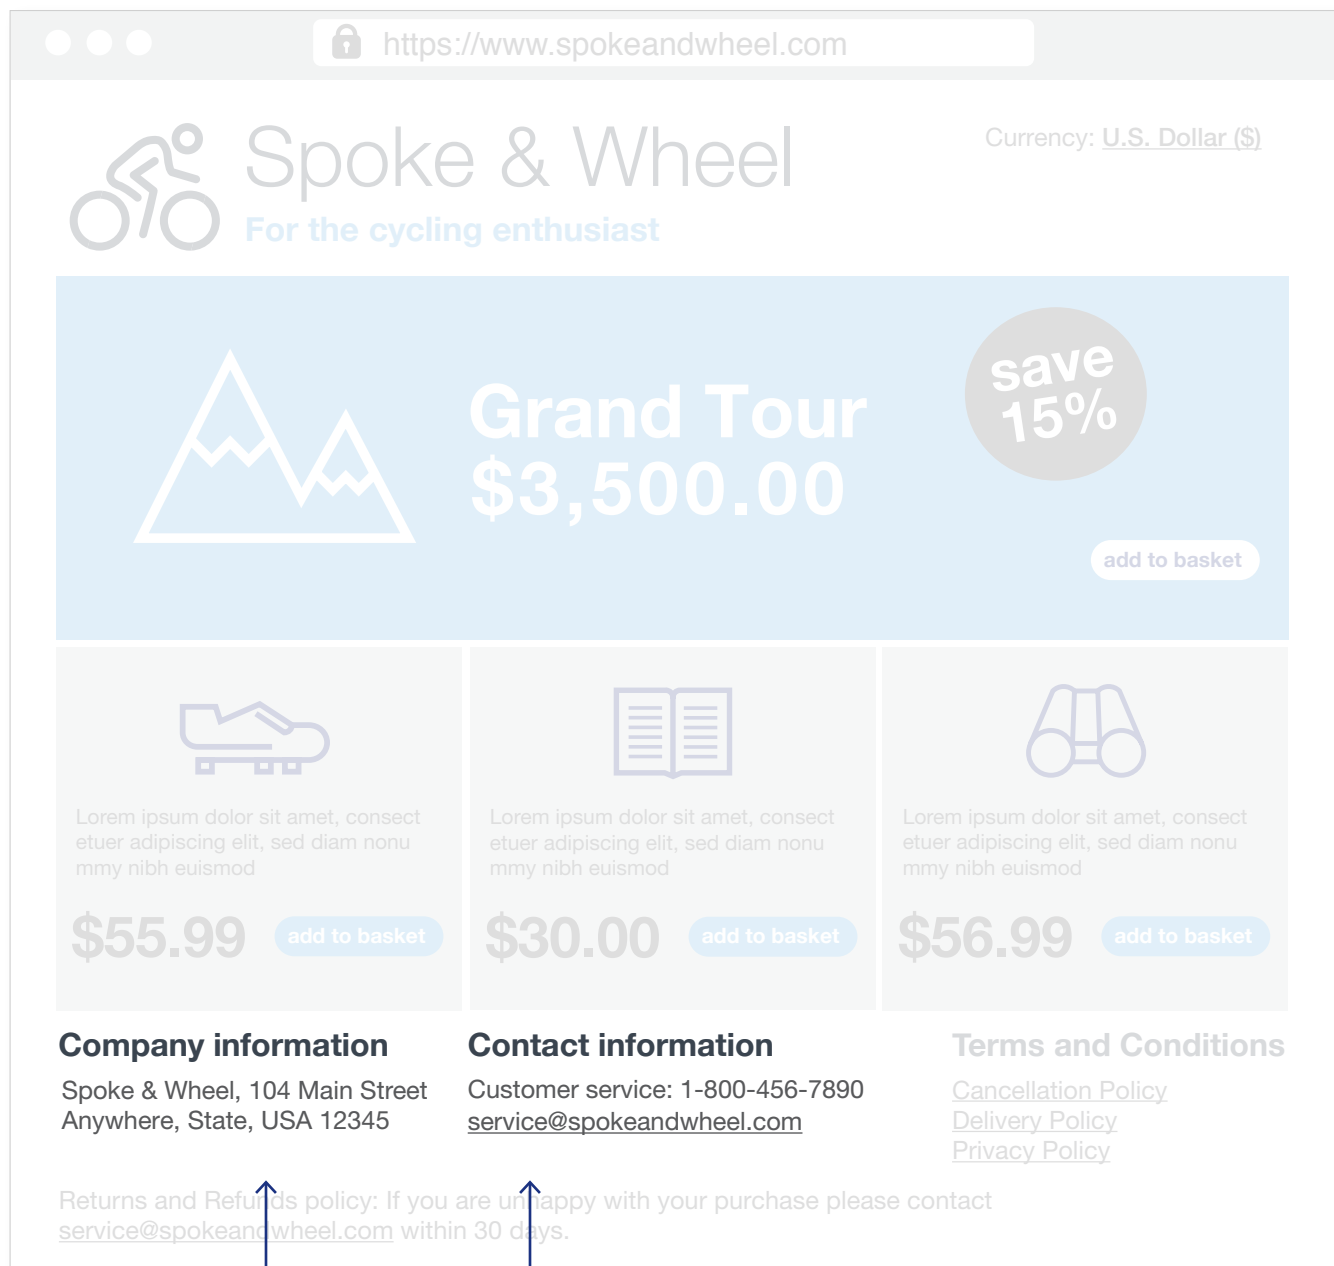 https://www.spokeandwheel.com
Spoke & Wheel
For the cycling enthusiast
Currency: U.S. Dollar ($)
Grand Tour
$3,500.00
save
15%
add to basket
Lorem ipsum dolor sit amet, consect
etuer adipiscing elit, sed diam nonu
mmy nibh euismod
$55.99
add to basket
Lorem ipsum dolor sit amet, consect
etuer adipiscing elit, sed diam nonu
mmy nibh euismod
$30.00
add to basket
Lorem ipsum dolor sit amet, consect
etuer adipiscing elit, sed diam nonu
mmy nibh euismod
$56.99
add to basket
Company information
Spoke & Wheel, 104 Main Street
Anywhere, State, USA 12345
Contact information
Customer service: 1-800-456-7890
service@spokeandwheel.com
Terms and Conditions
Cancellation Policy
Delivery Policy
Privacy Policy
Returns and Refunds policy: If you are unhappy with your purchase please contact
service@spokeandwheel.com within 30 days.